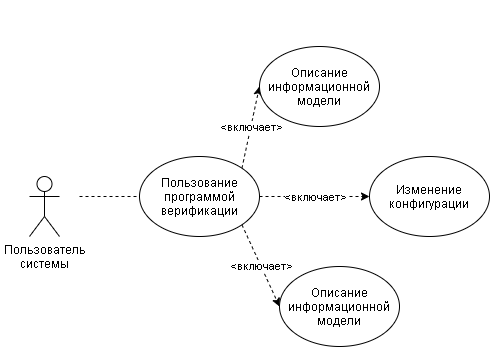 Описание
информационной
модели
<включает>
Пользование
программой
верификации
<включает>
Изменение
конфигурации
Пользователь
системы
<включает>
Описание
информационной
модели